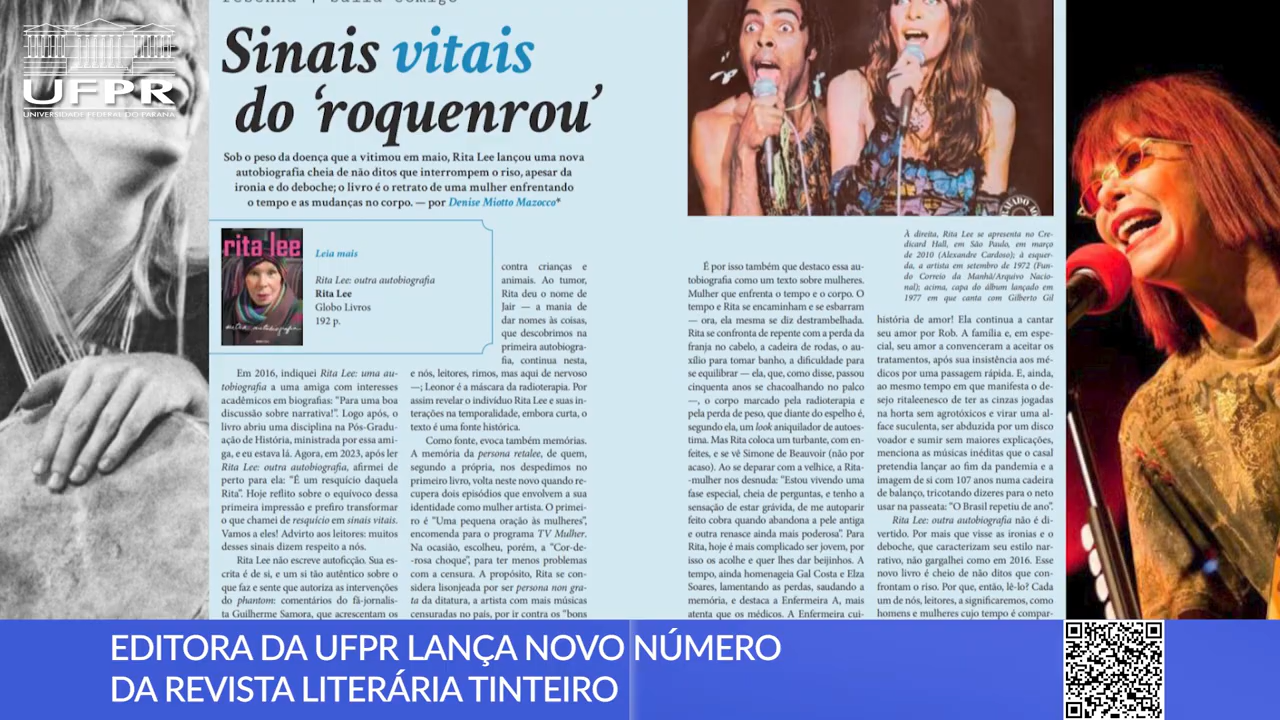 resenha | baila comigo
UFPR
UNIVERSIDADE FEDERAL DO PARANÁ
Sinais vitais
do ‘roquenrou’
Sob o peso da doença que a vitimou em maio, Rita Lee lançou uma nova
autobiografia cheia de não ditos que interrompem o riso, apesar da
ironia e do deboche; o livro é o retrato de uma mulher enfrentando
o tempo e as mudanças no corpo. — por Denise Miotto Mazocco*
rita lee
outra autobiografia
Leia mais
Rita Lee: outra autobiografia
Rita Lee
Globo Livros
192 p.
Em 2016, indiquei Rita Lee: uma au-
tobiografia a uma amiga com interesses
acadêmicos em biografias: “Para uma boa
discussão sobre narrativa!”. Logo após, o
livro abriu uma disciplina na Pós-Gradu-
ação de História, ministrada por essa ami-
ga, e eu estava lá. Agora, em 2023, após ler
Rita Lee: outra autobiografia, afirmei de
perto para ela: “É um resquício daquela
Rita”. Hoje reflito sobre o equívoco dessa
primeira impressão e prefiro transformar
o que chamei de resquício em sinais vitais.
Vamos a eles! Advirto aos leitores: muitos
desses sinais dizem respeito a nós.
Rita Lee não escreve autoficção. Sua es-
crita é de si, e um si tão autêntico sobre o
que faz e sente que autoriza as intervenções
do phantom: comentários do fã-jornalis-
ta Guilherme Samora, que acrescentam os
contra crianças e
animais. Ao tumor,
Rita deu o nome de
Jair — a mania de
dar nomes às coisas,
que descobrimos na
primeira autobiogra-
fia, continua nesta,
e nós, leitores, rimos, mas aqui de nervoso
—; Leonor é a máscara da radioterapia. Por
assim revelar o indivíduo Rita Lee e suas in-
terações na temporalidade, embora curta, o
texto é uma fonte histórica.
Como fonte, evoca também memórias.
A memória da persona retalee, de quem,
segundo a própria, nos despedimos no
primeiro livro, volta neste novo quando re-
cupera dois episódios que envolvem a sua
identidade como mulher artista. O primei-
ro é “Uma pequena oração às mulheres”,
encomenda para o programa TV Mulher.
Na ocasião, escolheu, porém, a “Cor-de-
-rosa choque”, para ter menos problemas
com a censura. A propósito, Rita se con-
sidera lisonjeada por ser persona non gra-
ta da ditadura, a artista com mais músicas
censuradas no país, por ir contra os “bons
É por isso também que destaco essa au-
tobiografia como um texto sobre mulheres.
Mulher que enfrenta o tempo e o corpo. O
tempo e Rita se encaminham e se esbarram
— ora, ela mesma se diz destrambelhada.
Rita se confronta de repente com a perda da
franja no cabelo, a cadeira de rodas, o au-
xílio para tomar banho, a dificuldade para
se equilibrar — ela, que, como disse, passou
cinquenta anos se chacoalhando no palco
—, o corpo marcado pela radioterapia e
pela perda de peso, que diante do espelho é,
segundo ela, um look aniquilador de autoes-
tima. Mas Rita coloca um turbante, com en-
feites, e se vê Simone de Beauvoir (não por
acaso). Ao se deparar com a velhice, a Rita-
-mulher nos desnuda: “Estou vivendo uma
fase especial, cheia de perguntas, e tenho a
sensação de estar grávida, de me autoparir
feito cobra quando abandona a pele antiga
e outra renasce ainda mais poderosa”. Para
Rita, hoje é mais complicado ser jovem, por
isso os acolhe e quer lhes dar beijinhos. A
tempo, ainda homenageia Gal Costa e Elza
Soares, lamentando as perdas, saudando a
memória, e destaca a Enfermeira A, mais
atenta que os médicos. A Enfermeira cui-
À direita, Rita Lee se apresenta no Cre-
dicard Hall, em São Paulo, em março
de 2010 (Alexandre Cardoso); à esquer-
da, a artista em setembro de 1972 (Fun-
do Correio da Manhã/Arquivo Nacio-
nal); acima, capa do álbum lançado em
1977 em que canta com Gilberto Gil
história de amor! Ela continua a cantar
seu amor por Rob. A família e, em espe-
cial, seu amor a convenceram a aceitar os
tratamentos, após sua insistência aos mé-
dicos por uma passagem rápida. E, ainda,
ao mesmo tempo em que manifesta o de-
sejo ritaleenesco de ter as cinzas jogadas
na horta sem agrotóxicos e virar uma al-
face suculenta, ser abduzida por um disco
voador e sumir sem maiores explicações,
menciona as músicas inéditas que o casal
pretendia lançar ao fim da pandemia e a
imagem de si com 107 anos numa cadeira
de balanço, tricotando dizeres para o neto
usar na passeata: “O Brasil repetiu de ano”.
Rita Lee: outra autobiografia não é di-
vertido. Por mais que visse as ironias e o
deboche, que caracterizam seu estilo nar-
rativo, não gargalhei como em 2016. Esse
novo livro é cheio de não ditos que con-
frontam o riso. Por que, então, lê-lo? Cada
um de nós, leitores, a significaremos, como
homens e mulheres cujo tempo é compar-
EDITORA DA UFPR LANÇA NOVO NÚMERO
DA REVISTA LITERÁRIA TINTEIRO